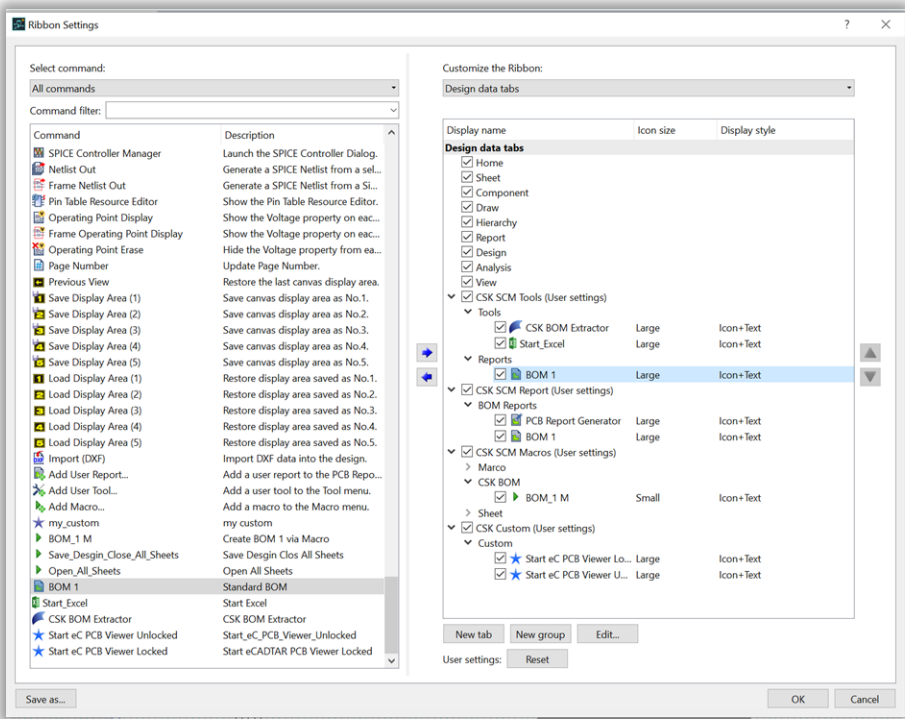 Ribbon Settings
?
Select command:
All commands
Command filter:
Command Description
SPICE Controller Manager Launch the SPICE Controller Dialog.
Netlist Out Generate a SPICE Netlist from a sel...
Frame Netlist Out Generate a SPICE Netlist from a Si...
Pin Table Resource Editor Show the Pin Table Resource Editor.
Operating Point Display Show the Voltage property on eac...
Frame Operating Point Display Show the Voltage property on eac...
Operating Point Erase Hide the Voltage property from ea...
Page Number Update Page Number.
Previous View Restore the last canvas display area.
Save Display Area (1) Save canvas display area as No.1.
Save Display Area (2) Save canvas display area as No.2.
Save Display Area (3) Save canvas display area as No.3.
Save Display Area (4) Save canvas display area as No.4.
Save Display Area (5) Save canvas display area as No.5.
Load Display Area (1) Restore display area saved as No.1.
Load Display Area (2) Restore display area saved as No.2.
Load Display Area (3) Restore display area saved as No.3.
Load Display Area (4) Restore display area saved as No.4.
Load Display Area (5) Restore display area saved as No.5.
Import (DXF) Import DXF data into the design.
Add User Report... Add a user report to the PCB Repo...
Add User Tool... Add a user tool to the Tool menu.
Add Macro... Add a macro to the Macro menu.
my_custom my custom
BOM_1 M Create BOM 1 via Macro
Save_Desgin_Close_All_Sheets Save Desgin Clos All Sheets
Open_All_Sheets Open All Sheets
BOM 1 Standard BOM
Start_Excel Start Excel
CSK BOM Extractor CSK BOM Extractor
Start eC PCB Viewer Unlocked Start_eC_PCB_Viewer_Unlocked
Start eC PCB Viewer Locked Start eCADTAR PCB Viewer Locked
Save as...
Customize the Ribbon:
Design data tabs
Display name Icon size Display style
Design data tabs
Home
Sheet
Component
Draw
Hierarchy
Report
Design
Analysis
View
CSK SCM Tools (User settings)
Tools
CSK BOM Extractor Large Icon+Text
Start_Excel Large Icon+Text
Reports
BOM 1 Large Icon+Text
CSK SCM Report (User settings)
BOM Reports
PCB Report Generator Large Icon+Text
BOM 1 Large Icon+Text
CSK SCM Macros (User settings)
Marco
CSK BOM
BOM_1 M Small Icon+Text
Sheet
CSK Custom (User settings)
Custom
Start eC PCB Viewer Lo... Large Icon+Text
Start eC PCB Viewer U... Large Icon+Text
New tab New group Edit...
User settings: Reset
OK Cancel